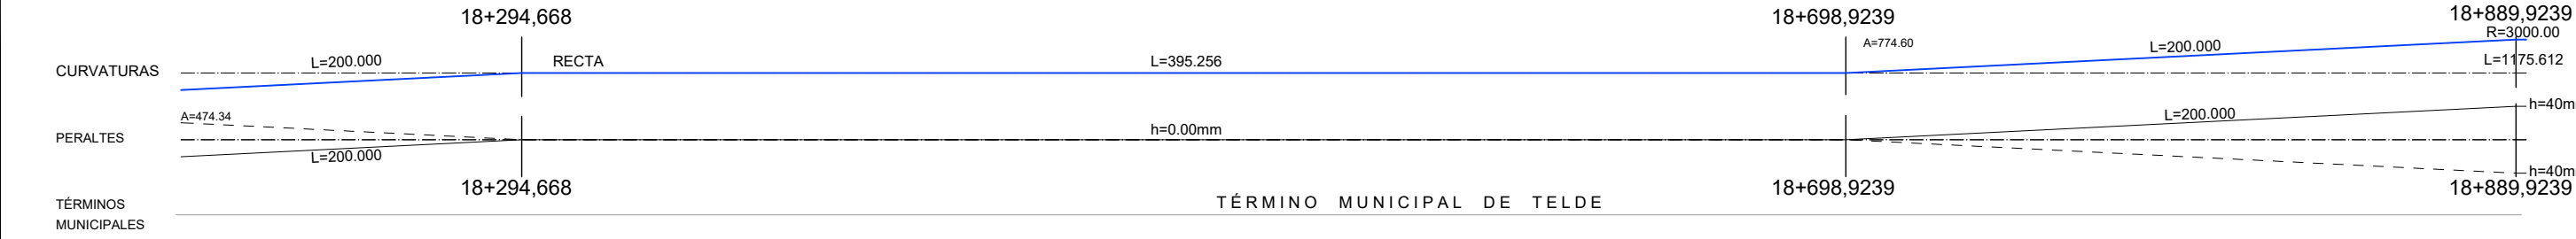 18+294,668
18+698,9239
18+889,9239
R=3000.00
A=774.60
L=200.000
CURVATURAS
L=200.000
RECTA
L=395.256
L=1175.612
A=474.34
h=40m
L=200.000
PERALTES
h=0.00mm
L=200.000
h=40m
18+294,668
18+698,9239
18+889,9239
TÉRMINOS
MUNICIPALES
TÉRMINO MUNICIPAL DE TELDE